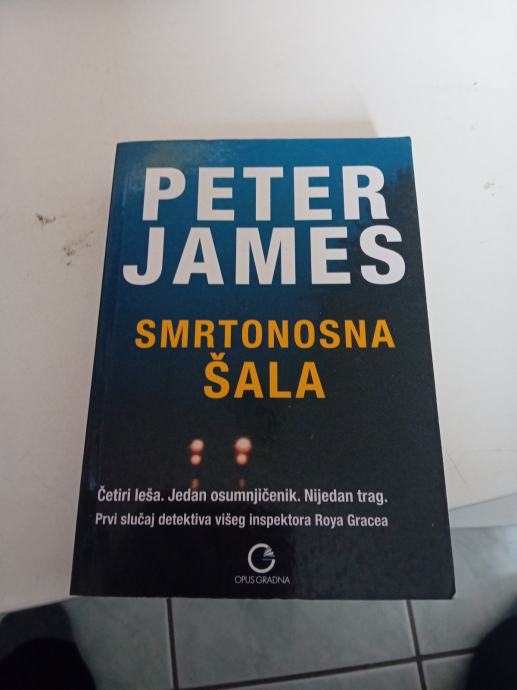 PETER
JAMES
SMRTONOSNA
ŠALA
Četiri leša. Jedan osumnjičenik. Nijedan trag.
Prvi slučaj detektiva višeg inspektora Roya Gracea
OPUS GRADNA